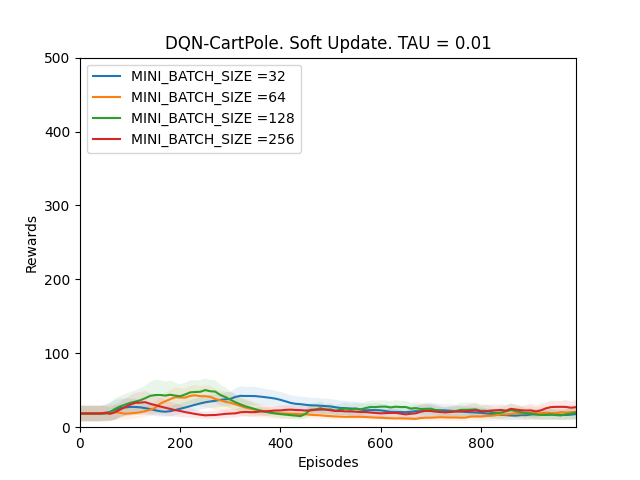 DQN-CartPole. Soft Update. TAU = 0.01
MINI_BATCH_SIZE =32
MINI_BATCH_SIZE =64
MINI_BATCH_SIZE =128
MINI_BATCH_SIZE =256
500
400
300
200
100
0
Rewards
0 200 400 600 800
Episodes